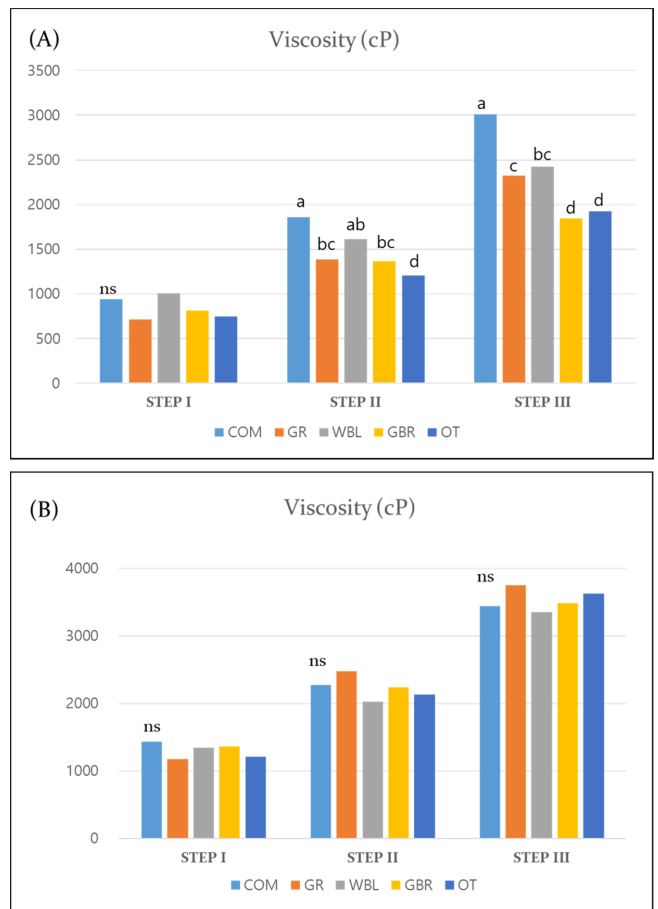 (A)
Viscosity (cP)
3500
3000
2500
2000
1500
1000
500
0
ns
a
bc
ab
bc
d
a
c
bc
d
d
STEP I STEP II STEP III
COM GR WBL GBR OT
(B)
Viscosity (cP)
4000
3000
2000
1000
0
ns
ns
ns
STEP I STEP II STEP III
COM GR WBL GBR OT